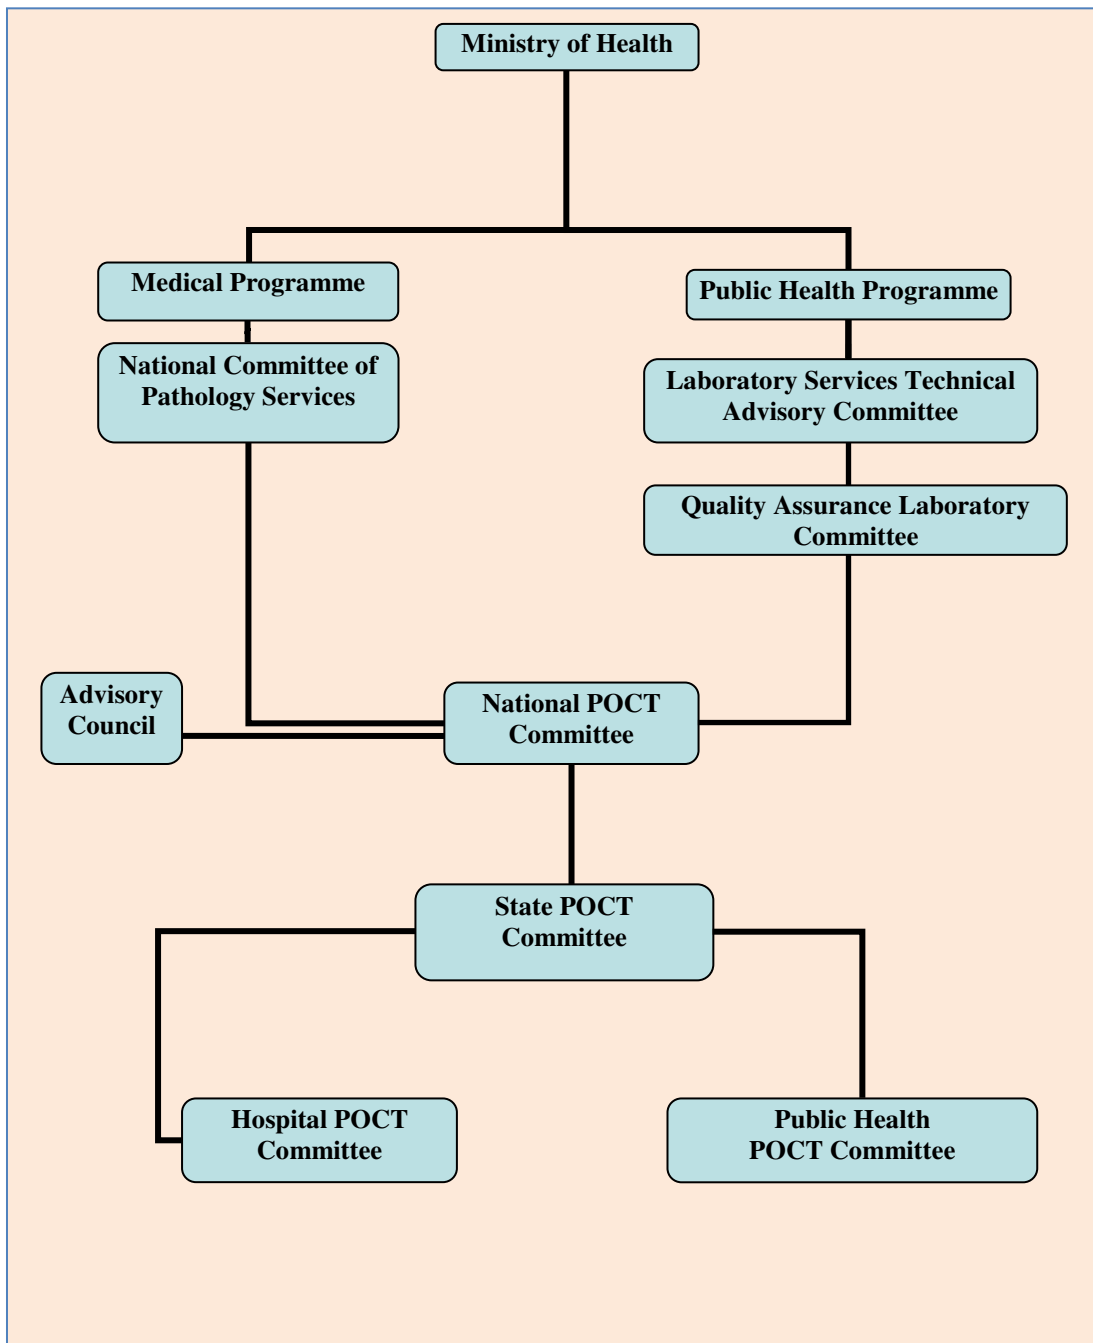 Ministry of Health
Medical Programme
Public Health Programme
National Committee of
Pathology Services
Laboratory Services Technical
Advisory Committee
Quality Assurance Laboratory
Committee
Advisory
Council
National POCT
Committee
State POCT
Committee
Hospital POCT
Committee
Public Health
POCT Committee